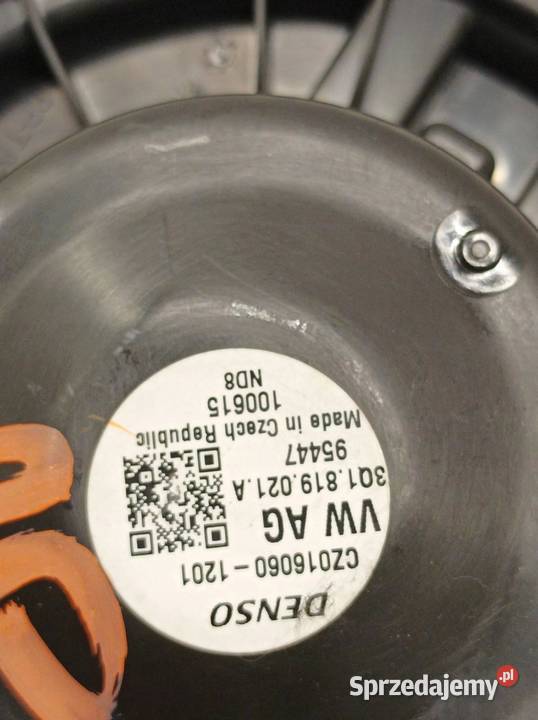 DENSO
CZ016060-1201
VW AG
3Q1.819.021.A
95447
Made in Czech Republic
100615
ND8
Sprzedajemy.pl